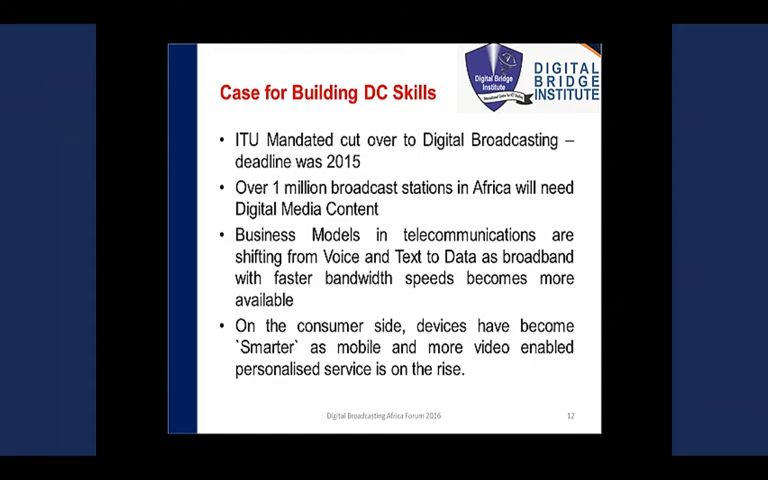 Case for Building DC Skills
Digital Bridge
Institute
DIGITAL
BRIDGE
INSTITUTE
• ITU Mandated cut over to Digital Broadcasting –
deadline was 2015
• Over 1 million broadcast stations in Africa will need
Digital Media Content
• Business Models in telecommunications are
shifting from Voice and Text to Data as broadband
with faster bandwidth speeds becomes more
available
• On the consumer side, devices have become
`Smarter` as mobile and more video enabled
personalised service is on the rise.
Digital Broadcasting Africa Forum 2016
12